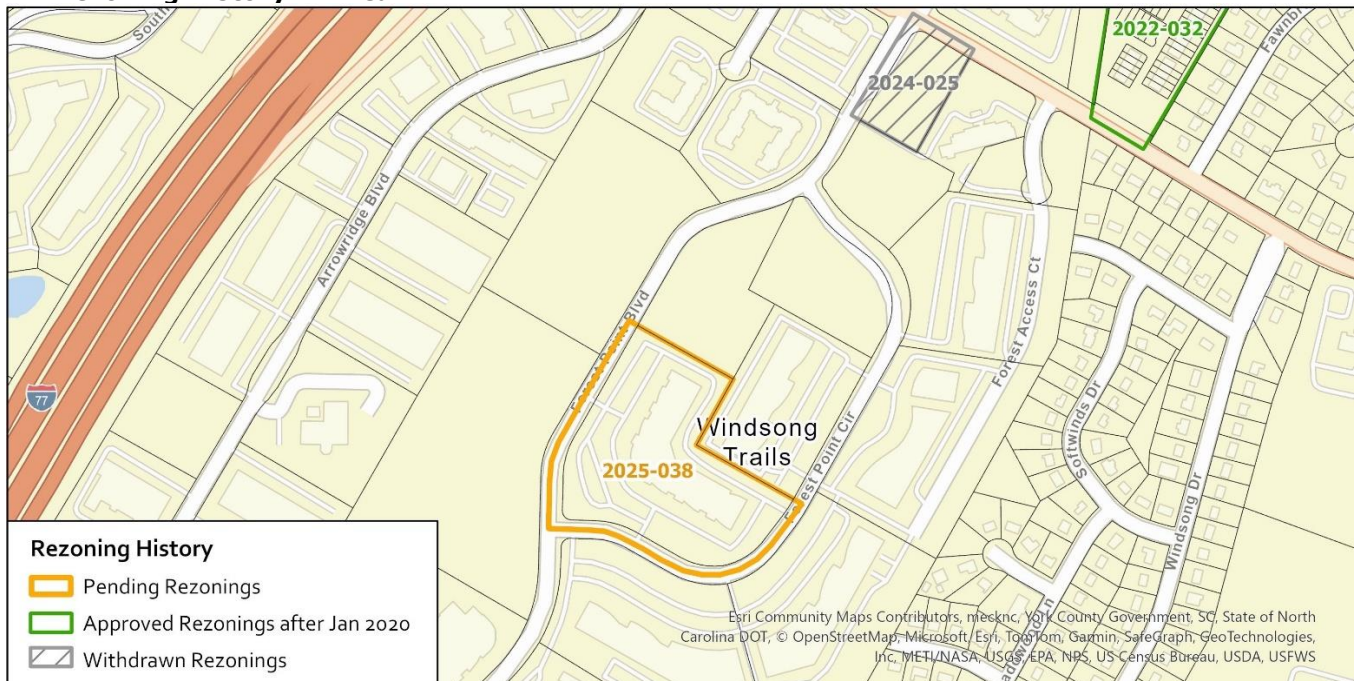 South
2022-032
Fawnbr
2024-025
Arrowridge Blvd
Forest Point Blvd
Forest Access Ct
77
Windsong
Trails
2025-038
Forest Point Cir
Softwinds Dr
Windsong Dr
Rezoning History
Pending Rezonings
Approved Rezonings after Jan 2020
Withdrawn Rezonings
Esri Community Maps Contributors, mecknc, York County Government, SC, State of North
Carolina DOT, © OpenStreetMap, Microsoft, Esri, TomTom, Garmin, SafeGraph, GeoTechnologies,
Inc, METI/NASA, USGS, EPA, NPS, US Census Bureau, USDA, USFWS